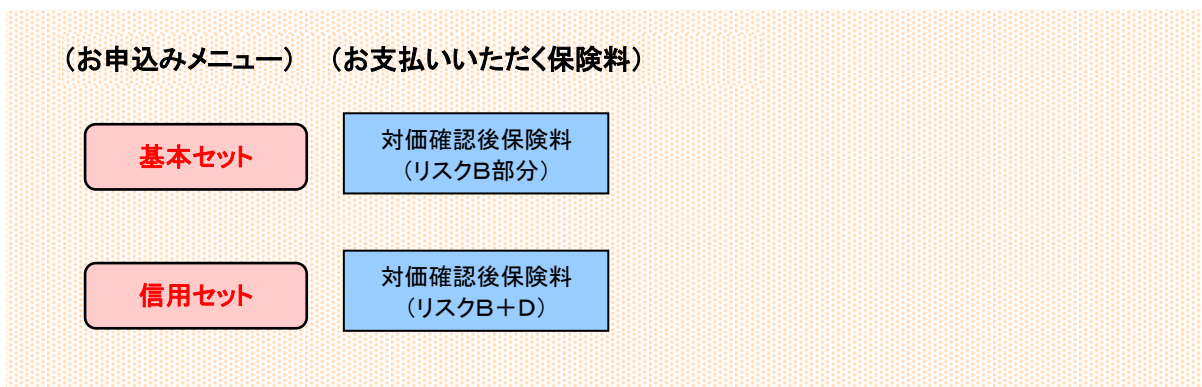 （お申込みメニュー） （お支払いいただく保険料）
基本セット
対価確認後保険料
（リスクＢ部分）
信用セット
対価確認後保険料
（リスクＢ＋Ｄ）